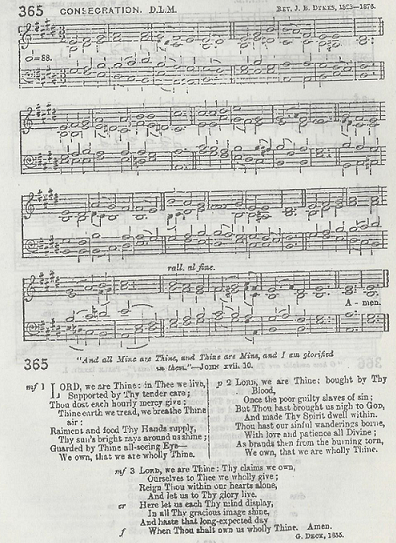 365 CONSECRATION. D.L.M. REV. J. B. DYKES, 1823—1876.
=88.
rall. al fine.
A - men.
365
"And all Mine are Thine, and Thine are Mine, and I am glorified
in them."—JOHN xvii. 10.
mf 1 LORD, we are Thine: in Thee we live,
Supported by Thy tender care;
Thou dost each hourly mercy give;
Thine earth we tread, we breathe Thine
air:
Raiment and food Thy Hands supply,
Thy sun's bright rays around us shine;
Guarded by Thine all-seeing Eye—
We own, that we are wholly Thine.
p 2 LORD, we are Thine: bought by Thy
Blood,
Once the poor guilty slaves of sin;
But Thou hast brought us nigh to GOD,
And made Thy Spirit dwell within.
Thou hast our sinful wanderings borne,
With love and patience all Divine;
As brands then from the burning torn,
We own, that we are wholly Thine.
mf 3 LORD, we are Thine: Thy claims we own,
Ourselves to Thee we wholly give;
Reign Thou within our hearts alone,
And let us to Thy glory live.
cr Here let us each Thy mind display,
In all Thy gracious image shine,
And haste that long-expected day
f When Thou shalt own us wholly Thine. Amen.
G. DECK, 1855.